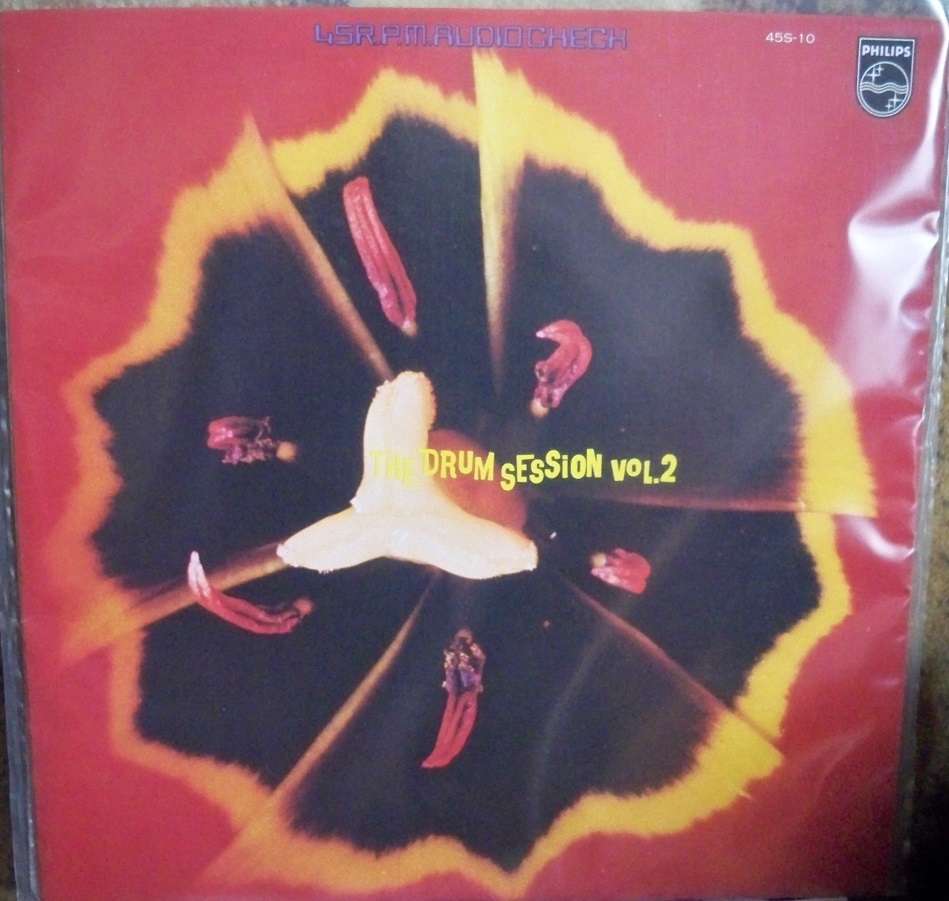 45R.P.M.AUDIO CHECK
45S-10
PHILIPS
THE DRUM SESSION VOL.2